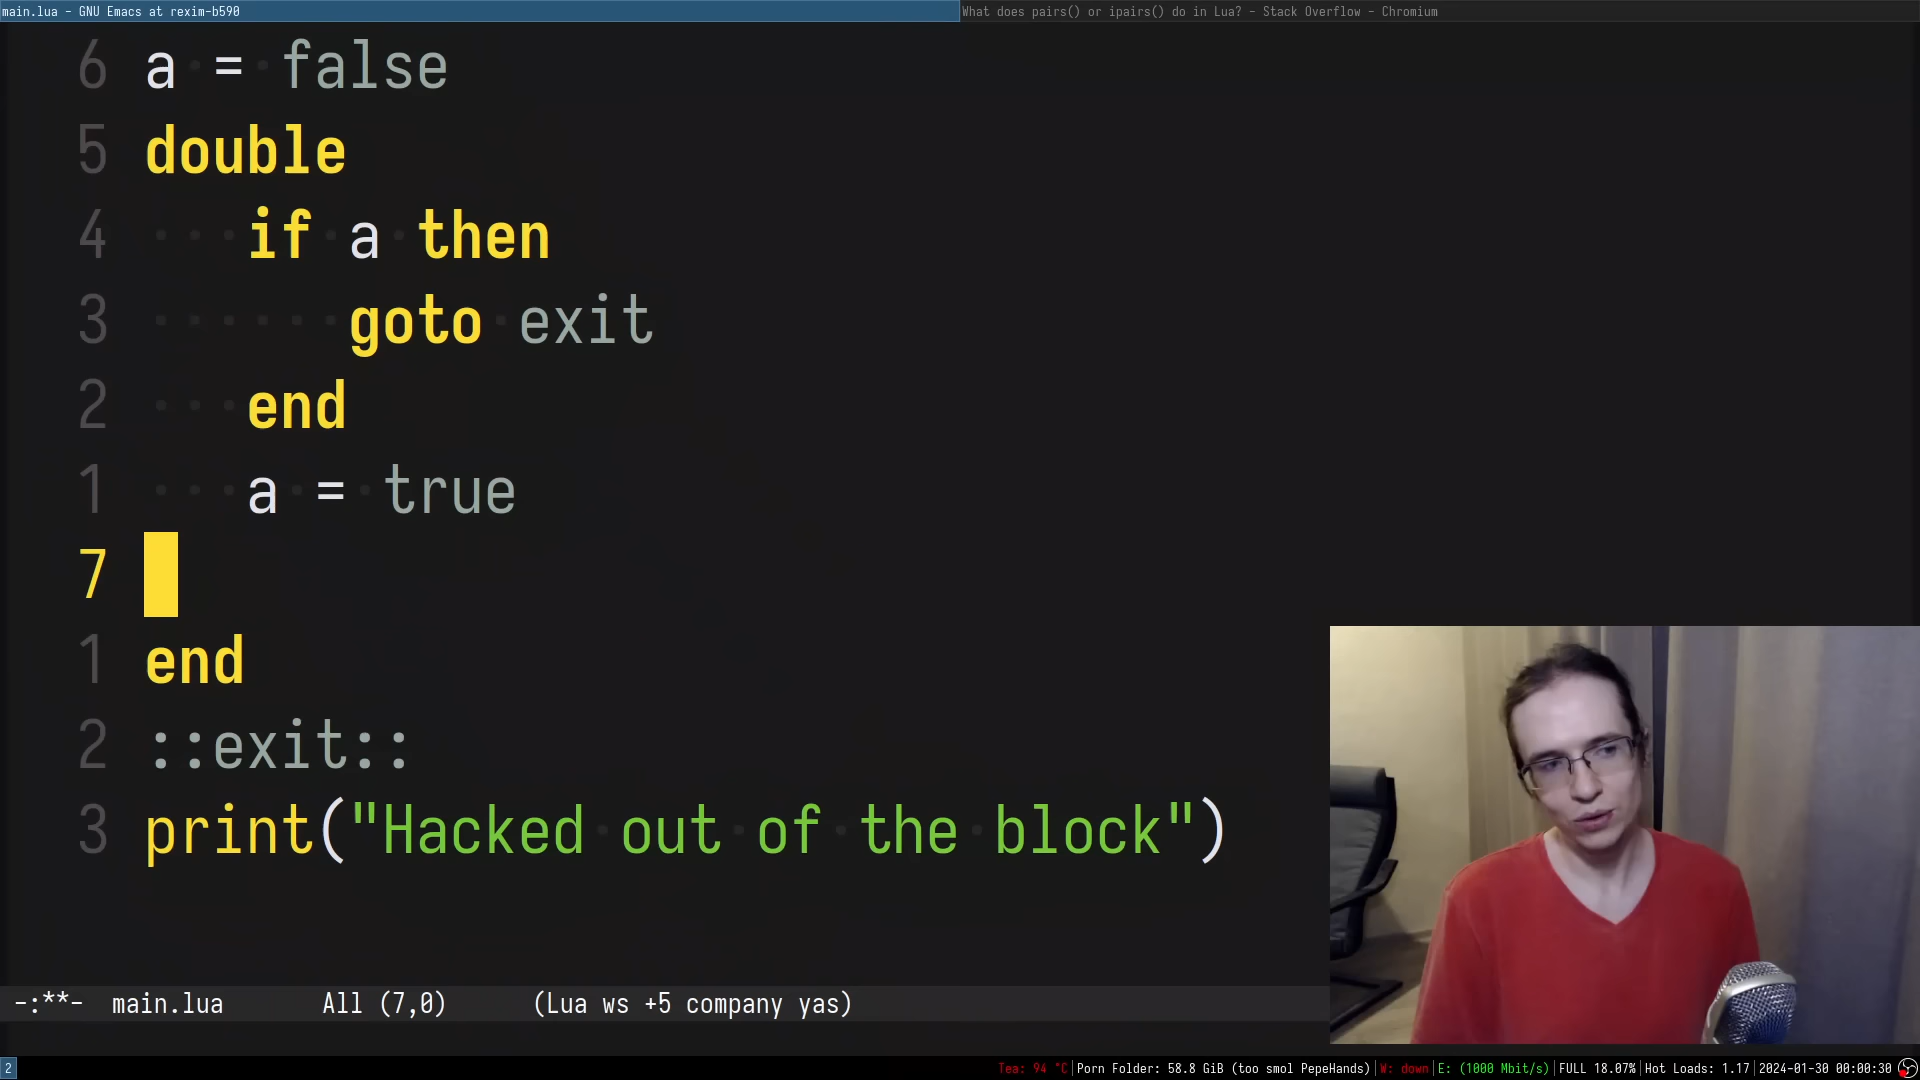 main.lua - GNU Emacs at rexim-b590
What does pairs() or ipairs() do in Lua? - Stack Overflow - Chromium
6 a = false
5 double
4 if a then
3 goto exit
2 end
1 a = true
7
1 end
2 ::exit::
3 print("Hacked out of the block")
-:**- main.lua All (7,0) (Lua ws +5 company yas)
2 Tea: 94 °C|Porn Folder: 58.8 GiB (too smol PepeHands)|W: down|E: (1000 Mbit/s)|FULL 18.07%|Hot Loads: 1.17|2024-01-30 00:00:30